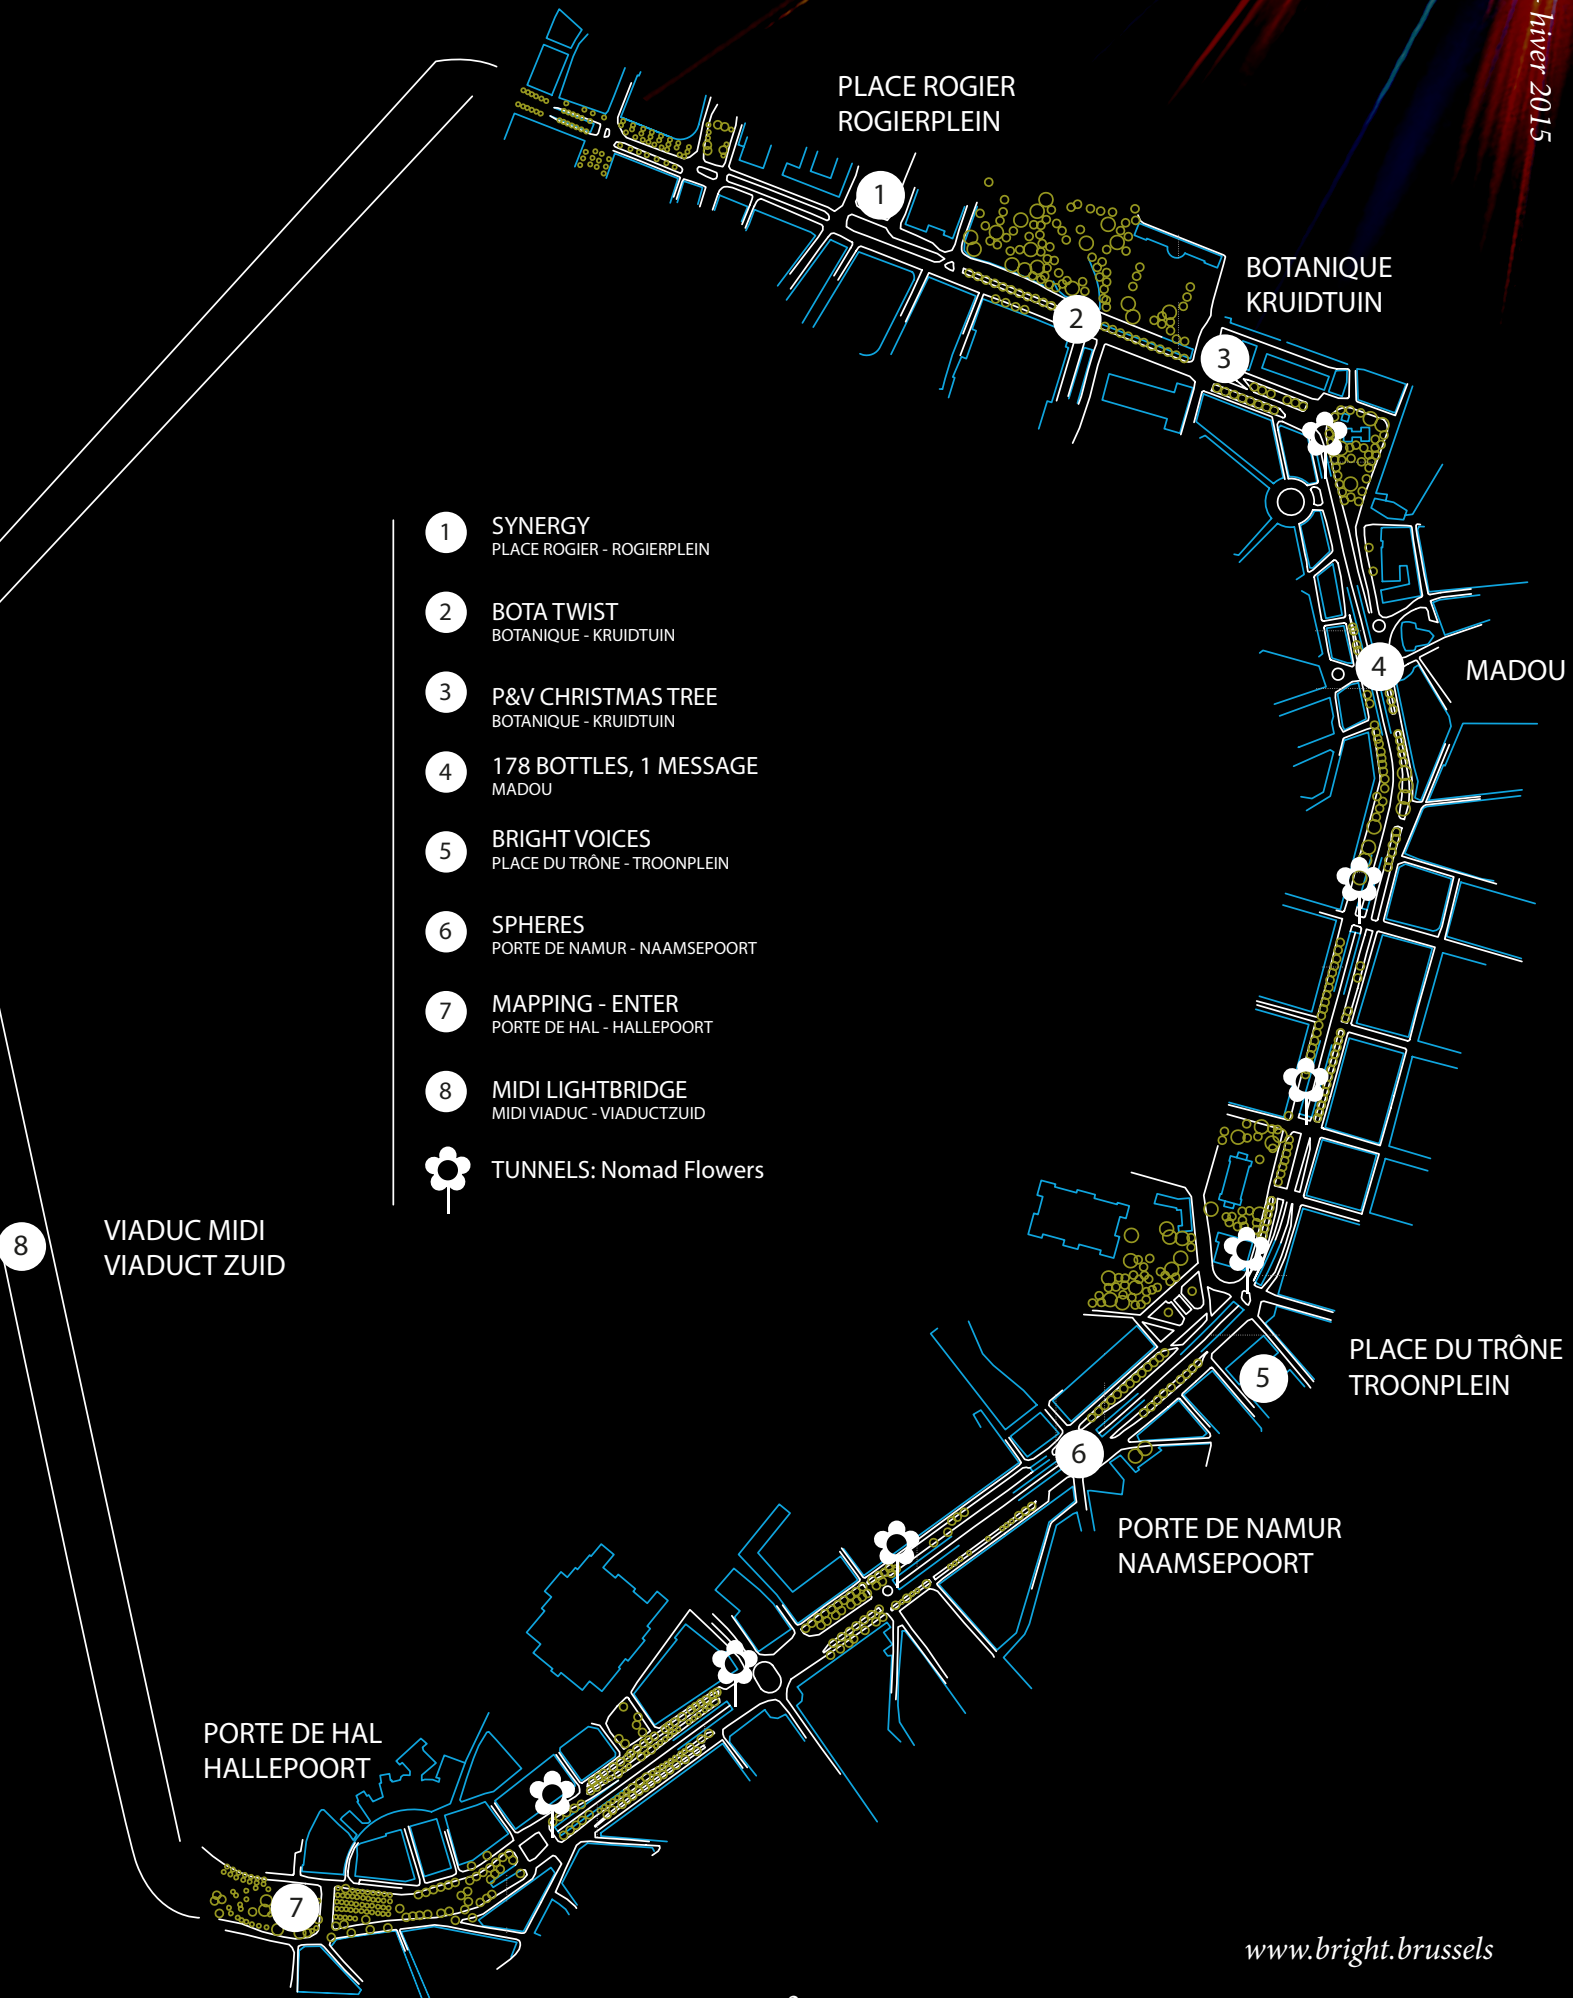 hiver 2015
PLACE ROGIER
ROGIERPLEIN
1
2
BOTANIQUE
KRUIDTUIN
3
1 SYNERGY
PLACE ROGIER - ROGIERPLEIN
2 BOTA TWIST
BOTANIQUE - KRUIDTUIN
3 P&V CHRISTMAS TREE
BOTANIQUE - KRUIDTUIN
4 178 BOTTLES, 1 MESSAGE
MADOU
5 BRIGHT VOICES
PLACE DU TRÔNE - TROONPLEIN
6 SPHERES
PORTE DE NAMUR - NAAMSEPOORT
7 MAPPING - ENTER
PORTE DE HAL - HALLEPOORT
8 MIDI LIGHTBRIDGE
MIDI VIADUC - VIADUCTZUID
TUNNELS: Nomad Flowers
4
MADOU
8
VIADUC MIDI
VIADUCT ZUID
PLACE DU TRÔNE
TROONPLEIN
5
6
PORTE DE NAMUR
NAAMSEPOORT
PORTE DE HAL
HALLEPOORT
7
www.bright.brussels